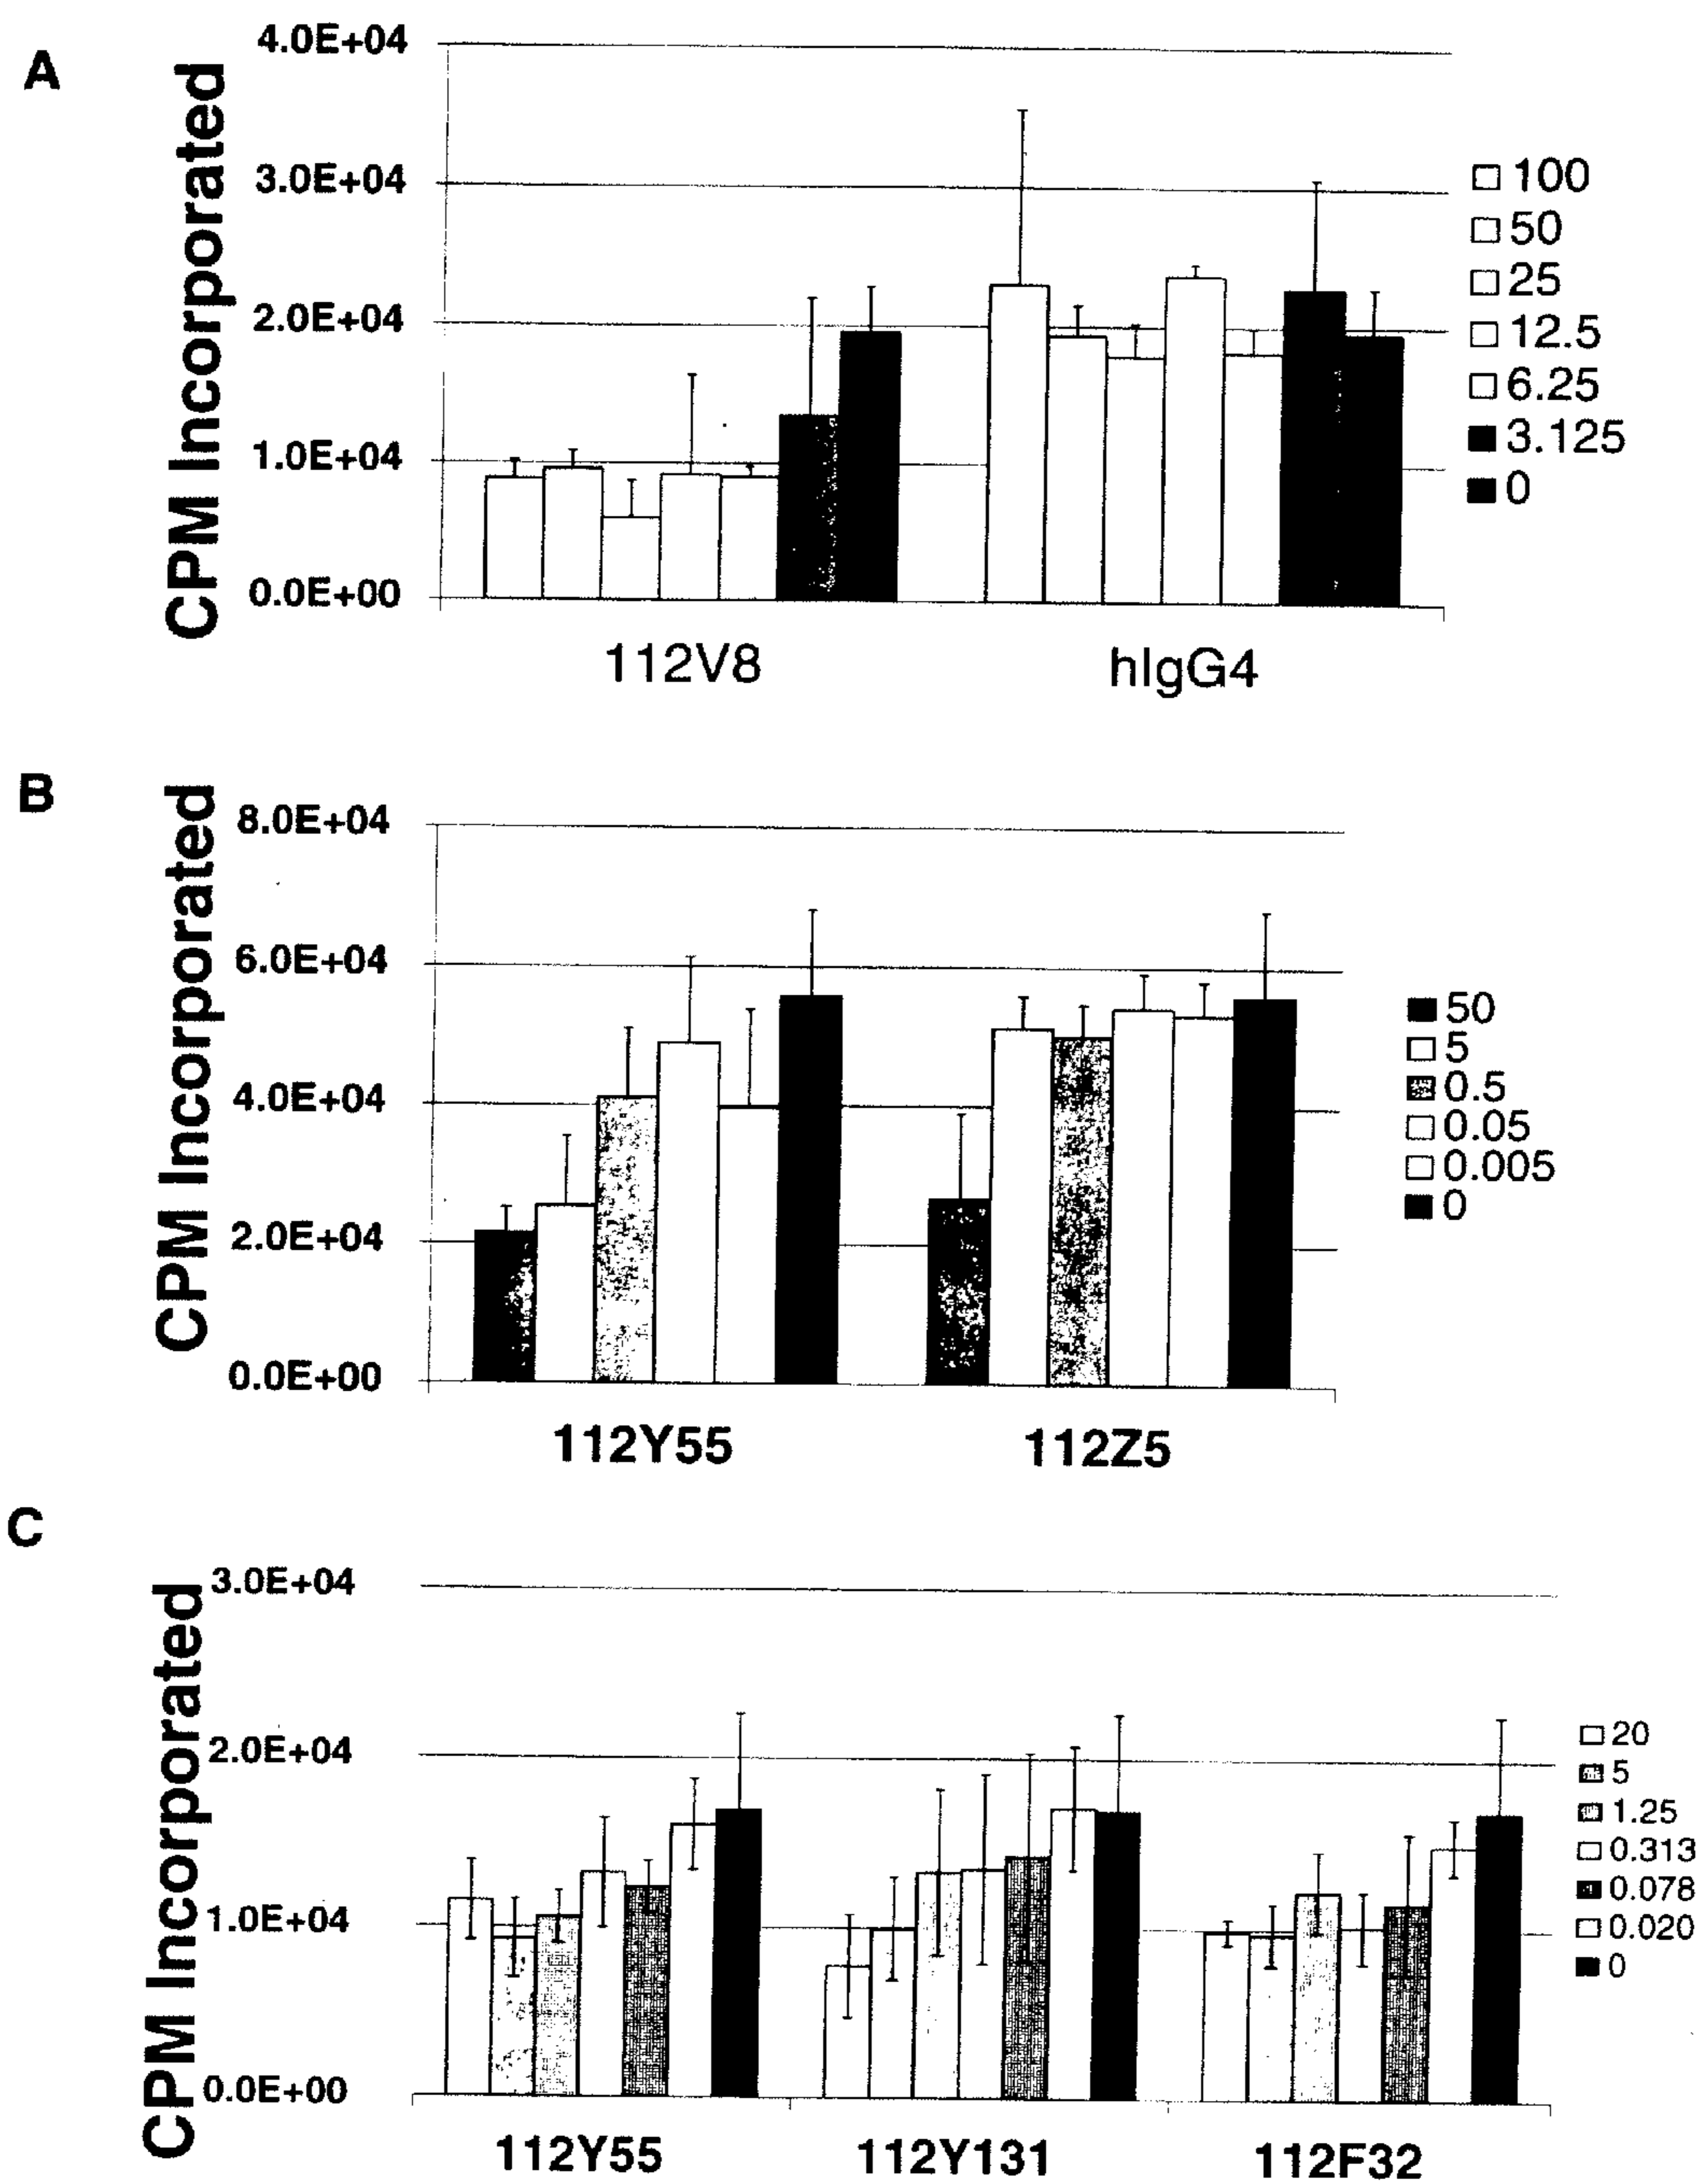 A
CPM Incorporated
4.0E+04
3.0E+04
2.0E+04
1.0E+04
0.0E+00
112V8
hIgG4
100
50
25
12.5
6.25
3.125
0
B
CPM Incorporated
8.0E+04
6.0E+04
4.0E+04
2.0E+04
0.0E+00
112Y55
112Z5
50
5
0.5
0.05
0.005
0
C
CPM Incorporated
3.0E+04
2.0E+04
1.0E+04
0.0E+00
112Y55
112Y131
112F32
20
5
1.25
0.313
0.078
0.020
0